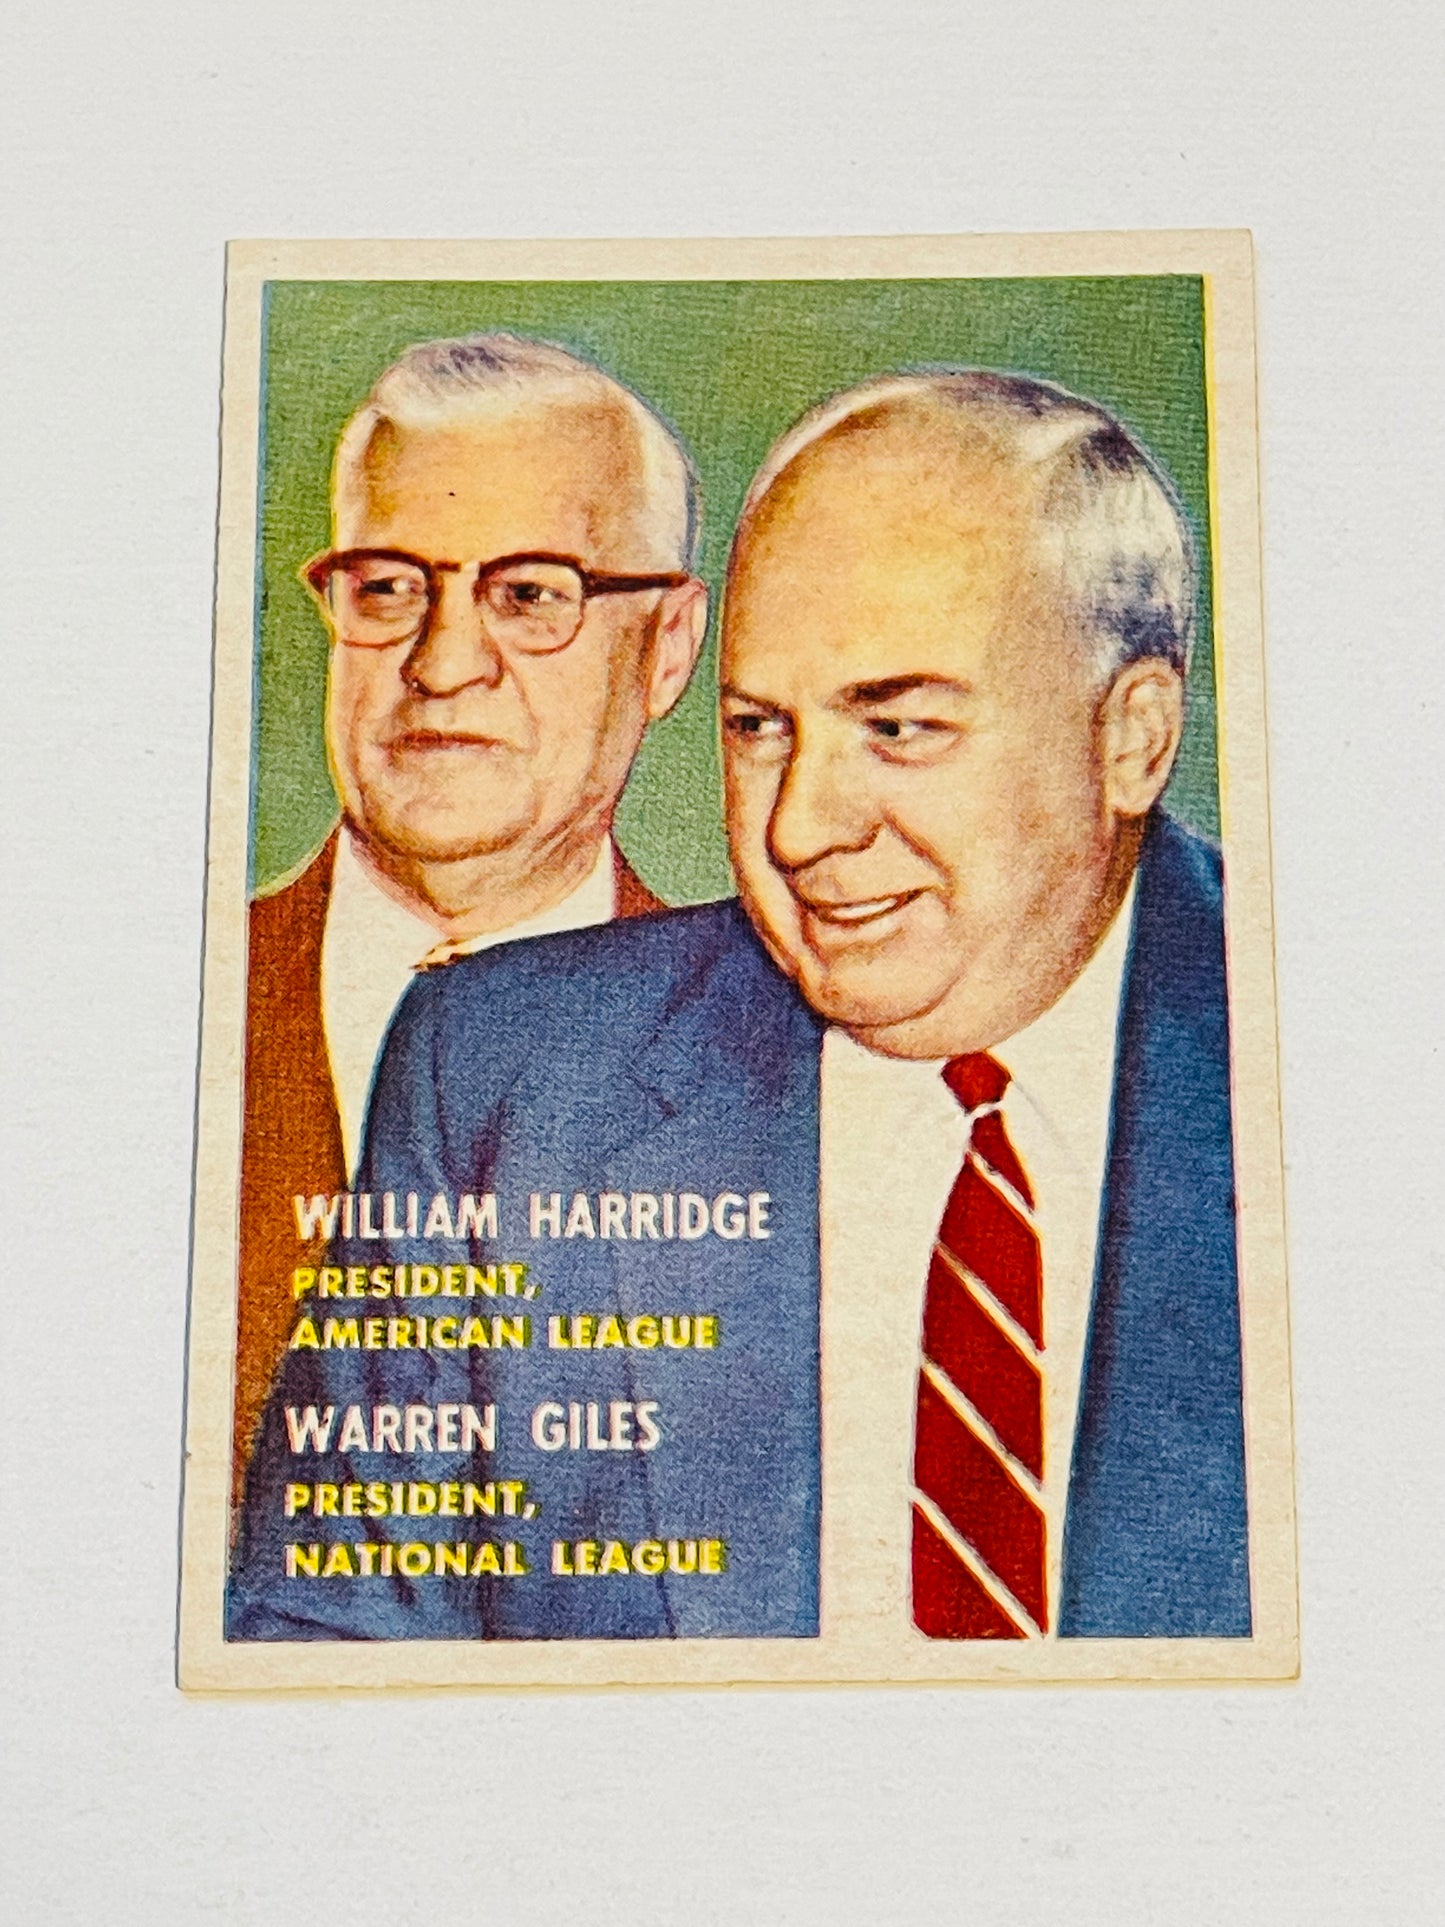 WILLIAM HARRIDGE
PRESIDENT,
AMERICAN LEAGUE
WARREN GILES
PRESIDENT,
NATIONAL LEAGUE